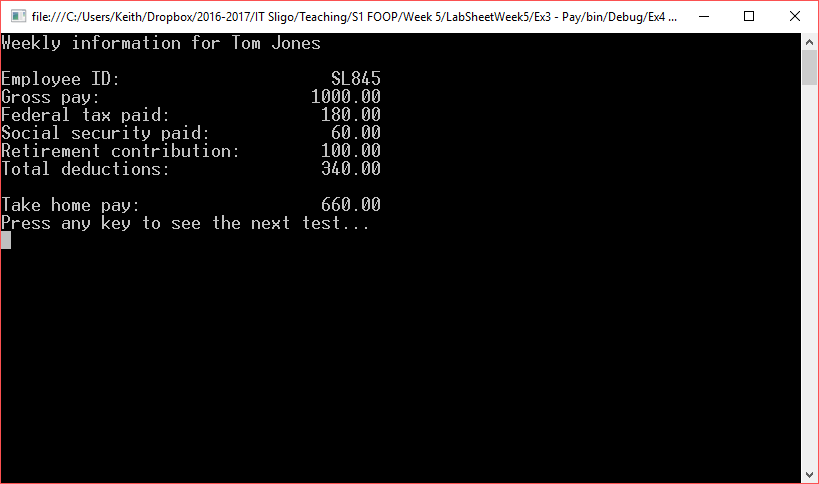 file:///C:/Users/Keith/Dropbox/2016-2017/IT Sligo/Teaching/S1 FOOP/Week 5/LabSheetWeek5/Ex3 - Pay/bin/Debug/Ex4 ...
Weekly information for Tom Jones
Employee ID: SL845
Gross pay: 1000.00
Federal tax paid: 180.00
Social security paid: 60.00
Retirement contribution: 100.00
Total deductions: 340.00
Take home pay: 660.00
Press any key to see the next test...